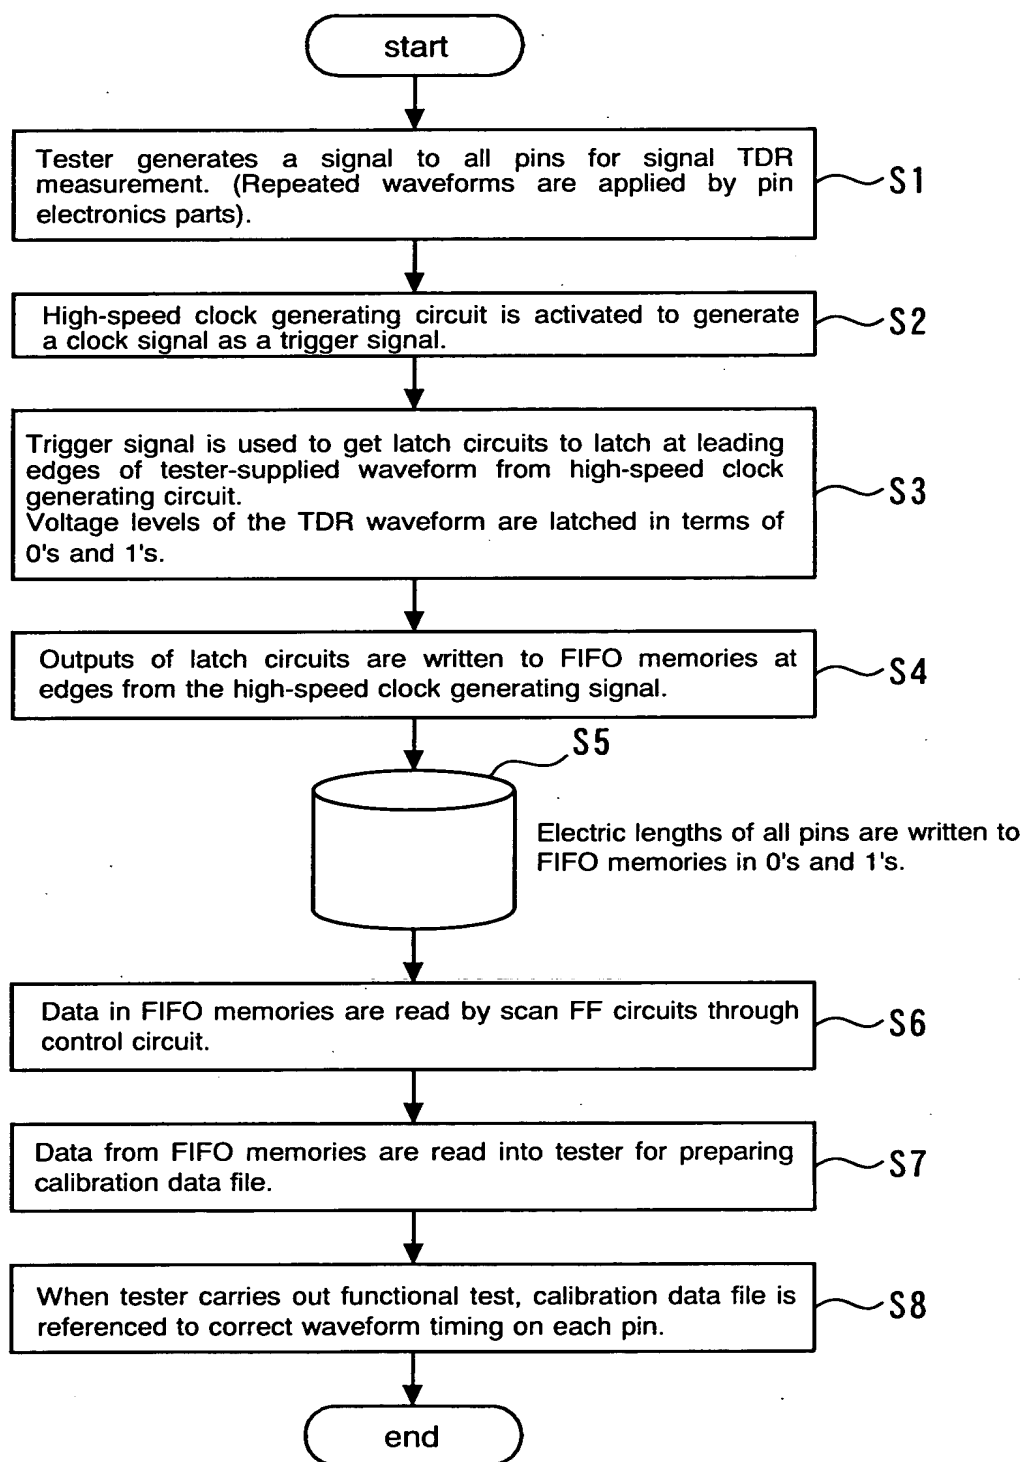 start
Tester generates a signal to all pins for signal TDR
measurement. (Repeated waveforms are applied by pin
electronics parts).
S1
High-speed clock generating circuit is activated to generate
a clock signal as a trigger signal.
S2
Trigger signal is used to get latch circuits to latch at leading
edges of tester-supplied waveform from high-speed clock
generating circuit.
Voltage levels of the TDR waveform are latched in terms of
0's and 1's.
S3
Outputs of latch circuits are written to FIFO memories at
edges from the high-speed clock generating signal.
S4
S5
Electric lengths of all pins are written to
FIFO memories in 0's and 1's.
Data in FIFO memories are read by scan FF circuits through
control circuit.
S6
Data from FIFO memories are read into tester for preparing
calibration data file.
S7
When tester carries out functional test, calibration data file is
referenced to correct waveform timing on each pin.
S8
end